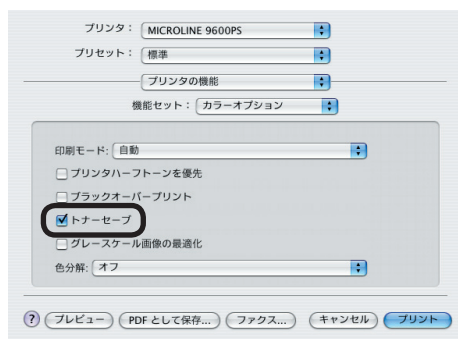 プリンタ： MICROLINE 9600PS
プリセット： 標準
プリンタの機能
機能セット： カラーオプション
印刷モード: 自動
プリンタハーフトーンを優先
ブラックオーバープリント
トナーセーブ
グレースケール画像の最適化
色分解: オフ
? プレビュー PDF として保存... ファクス... キャンセル プリント